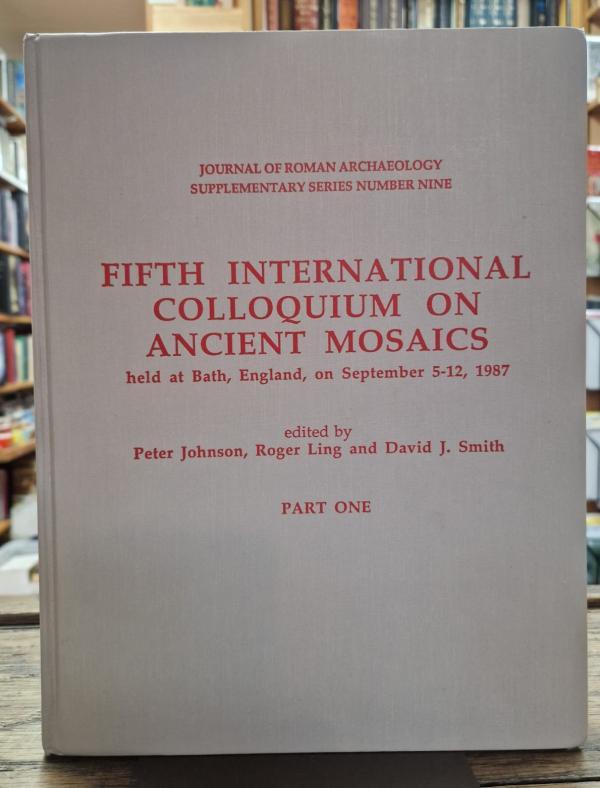 JOURNAL OF ROMAN ARCHAEOLOGY
SUPPLEMENTARY SERIES NUMBER NINE
FIFTH INTERNATIONAL
COLLOQUIUM ON
ANCIENT MOSAICS
held at Bath, England, on September 5-12, 1987
edited by
Peter Johnson, Roger Ling and David J. Smith
PART ONE